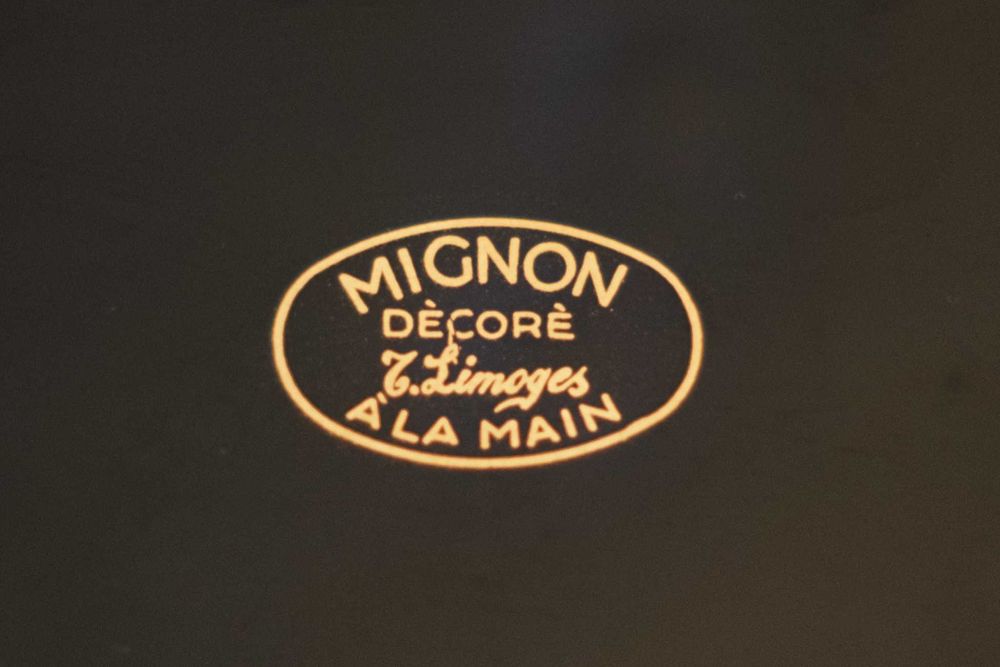 MIGNON
DÈCORÈ
T. Limoges
À LA MAIN